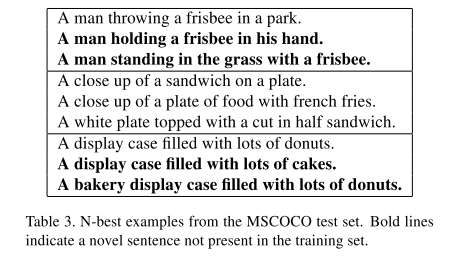 A man throwing a frisbee in a park.
A man holding a frisbee in his hand.
A man standing in the grass with a frisbee.
A close up of a sandwich on a plate.
A close up of a plate of food with french fries.
A white plate topped with a cut in half sandwich.
A display case filled with lots of donuts.
A display case filled with lots of cakes.
A bakery display case filled with lots of donuts.
Table 3. N-best examples from the MSCOCO test set. Bold lines
indicate a novel sentence not present in the training set.